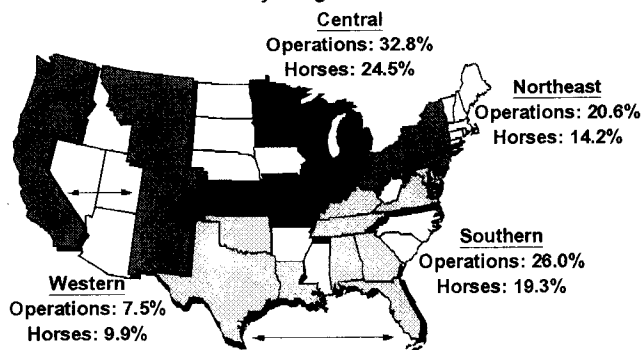 Central
Operations: 32.8%
Horses: 24.5%
Northeast
Operations: 20.6%
Horses: 14.2%
Southern
Operations: 26.0%
Horses: 19.3%
Western
Operations: 7.5%
Horses: 9.9%